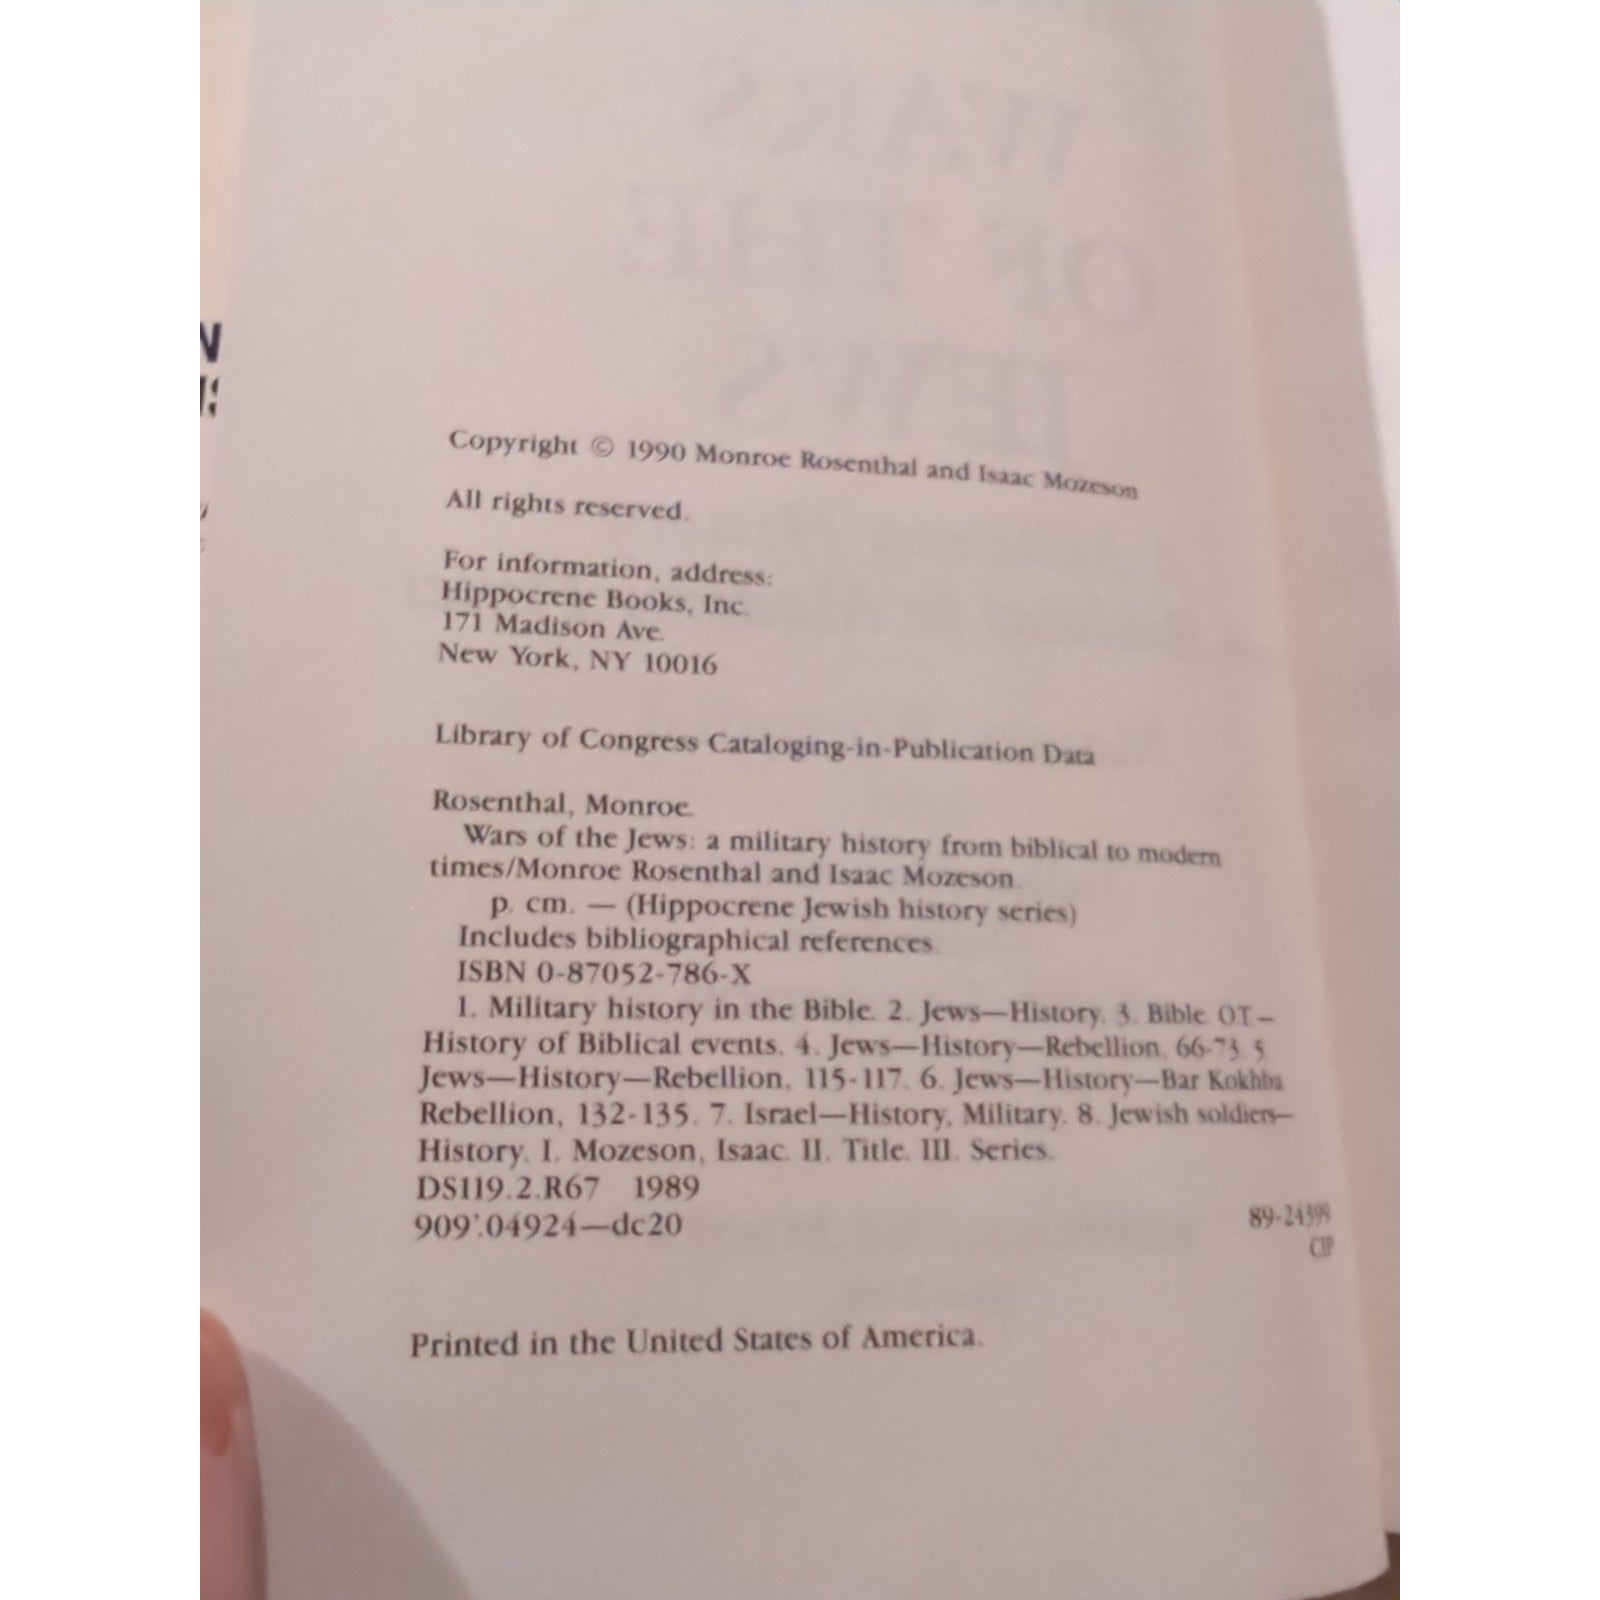 WARS
OF THE
JEWS
Copyright © 1990 Monroe Rosenthal and Isaac Mozeson
All rights reserved.
For information, address:
Hippocrene Books, Inc.
171 Madison Ave.
New York, NY 10016
Library of Congress Cataloging-in-Publication Data
Rosenthal, Monroe.
Wars of the Jews: a military history from biblical to modern
times/Monroe Rosenthal and Isaac Mozeson.
p. cm. — (Hippocrene Jewish history series)
Includes bibliographical references.
ISBN 0-87052-786-X
1. Military history in the Bible. 2. Jews—History. 3. Bible. O.T—
History of Biblical events. 4. Jews—History—Rebellion, 66-73. 5.
Jews—History—Rebellion, 115-117. 6. Jews—History—Bar Kokhba
Rebellion, 132-135. 7. Israel—History, Military. 8. Jewish soldiers—
History. I. Mozeson, Isaac. II. Title. III. Series.
DS119.2.R67 1989
909'.04924—dc20
89-24399
CIP
Printed in the United States of America.